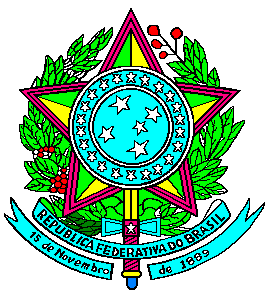 REPUBLICA FEDERATIVA DO BRASIL
15 de Novembro de 1889